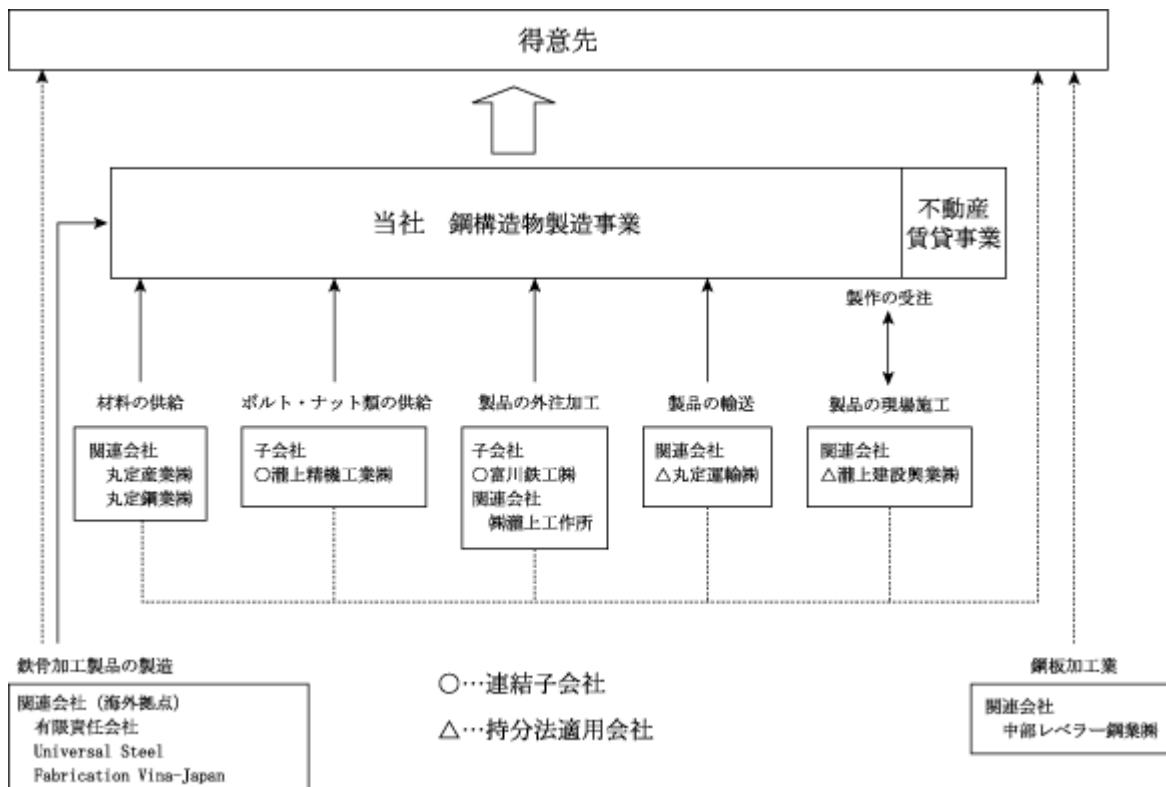 得意先
当社 鋼構造物製造事業
不動産
賃貸事業
製作の受注
材料の供給
ボルト・ナット類の供給
製品の外注加工
製品の輸送
製品の現場施工
関連会社
丸定産業㈱
丸定鋼業㈱
子会社
○瀧上精機工業㈱
子会社
○富川鉄工㈱
関連会社
㈱瀧上工作所
関連会社
△丸定運輸㈱
関連会社
△瀧上建設興業㈱
鉄骨加工製品の製造
関連会社(海外拠点)
有限責任会社
Universal Steel
Fabrication Vina-Japan
○…連結子会社
△…持分法適用会社
鋼板加工業
関連会社
中部レベラー鋼業㈱